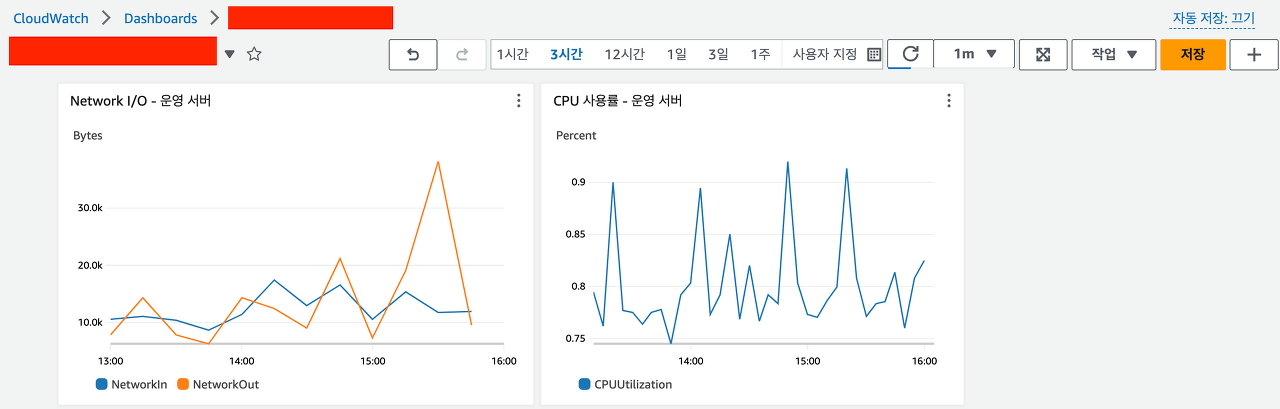 CloudWatch > Dashboards >
자동 저장: 끄기
1시간 3시간 12시간 1일 3일 1주 사용자 지정 1m 작업 저장
Network I/O - 운영 서버
Bytes
30.0k
20.0k
10.0k
13:00 14:00 15:00 16:00
NetworkIn NetworkOut
CPU 사용률 - 운영 서버
Percent
0.9
0.85
0.8
0.75
14:00 15:00 16:00
CPUUtilization